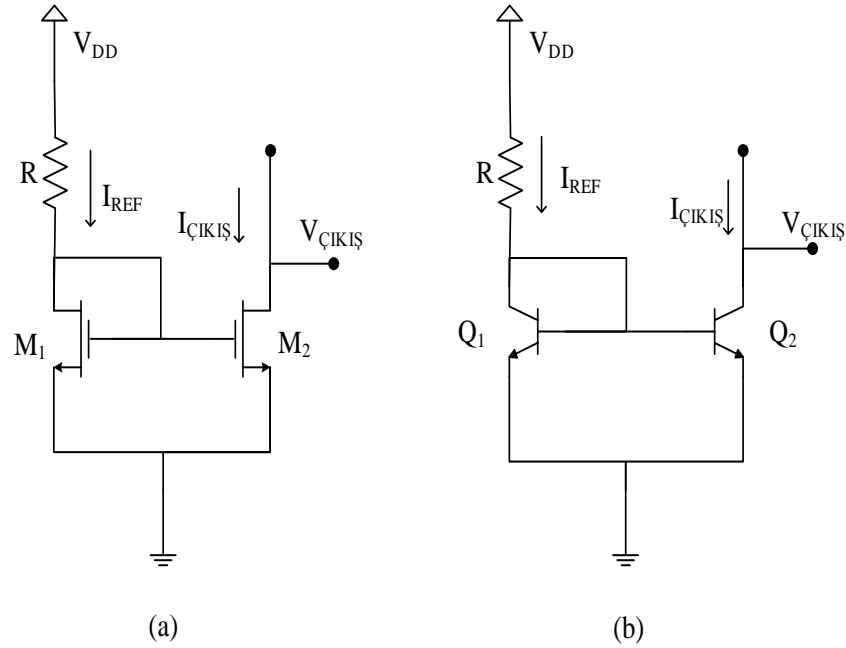 V_DD
R
I_REF
I_ÇIKIŞ
V_ÇIKIŞ
M_1
M_2
(a)
V_DD
R
I_REF
I_ÇIKIŞ
V_ÇIKIŞ
Q_1
Q_2
(b)